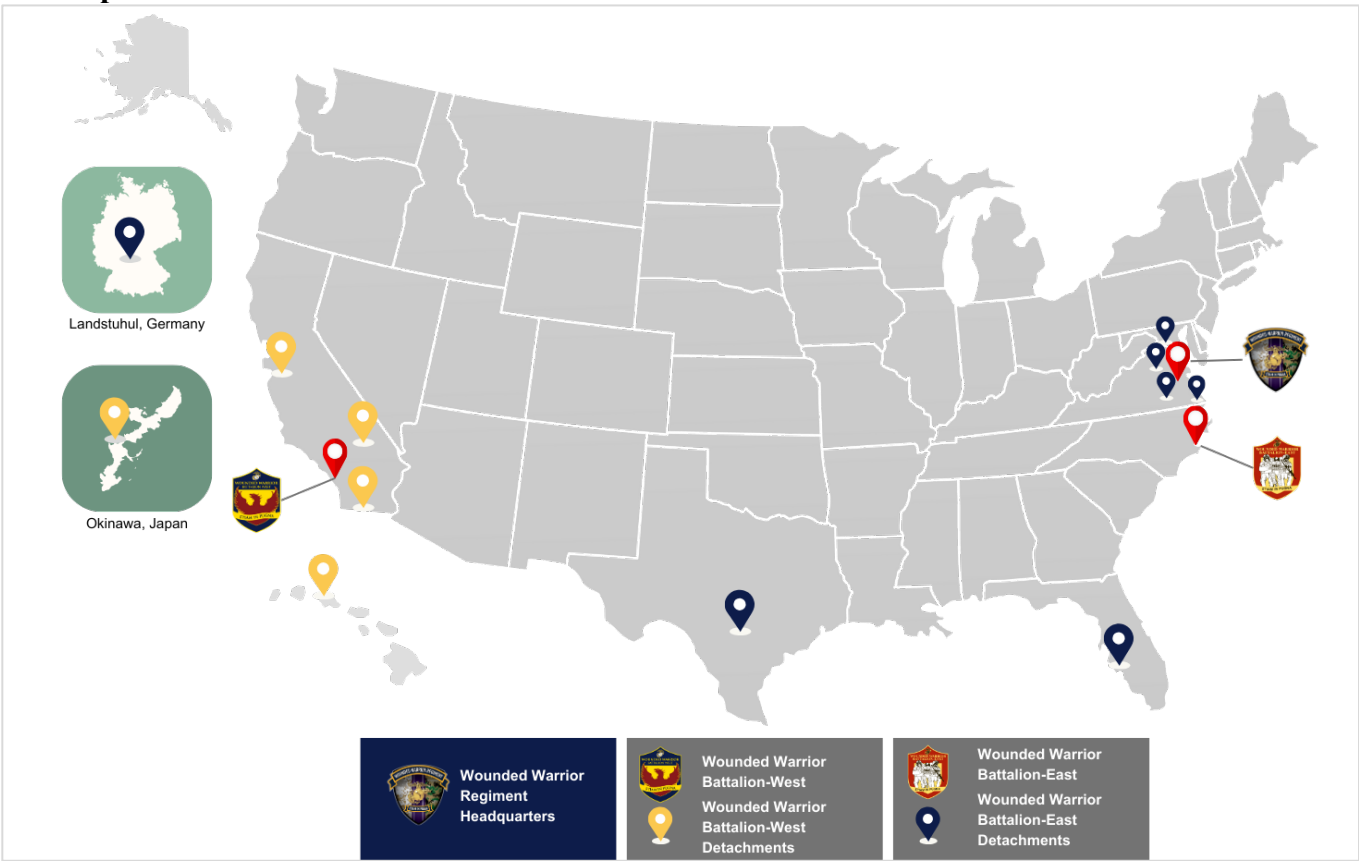 Landstuhul, Germany
Okinawa, Japan
Wounded Warrior
Regiment
Headquarters
Wounded Warrior
Battalion-West
Wounded Warrior
Battalion-West
Detachments
Wounded Warrior
Battalion-East
Wounded Warrior
Battalion-East
Detachments